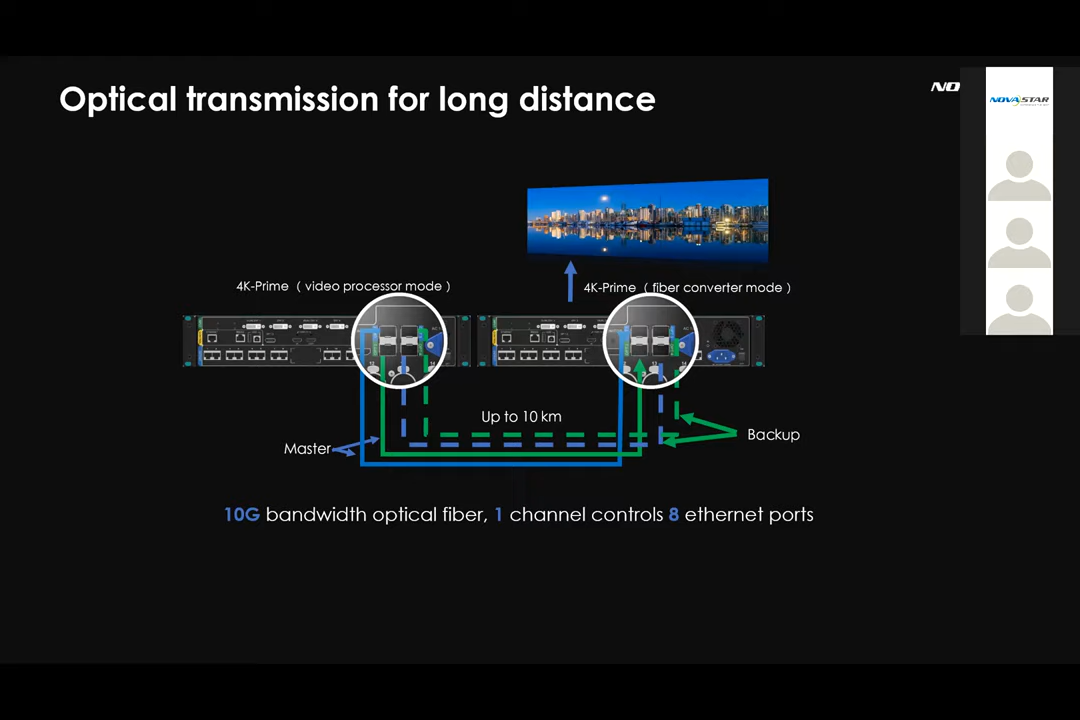 Optical transmission for long distance
NO
NOVASTAR
4K-Prime ( video processor mode )
4K-Prime ( fiber converter mode )
Up to 10 km
Master
Backup
10G bandwidth optical fiber, 1 channel controls 8 ethernet ports